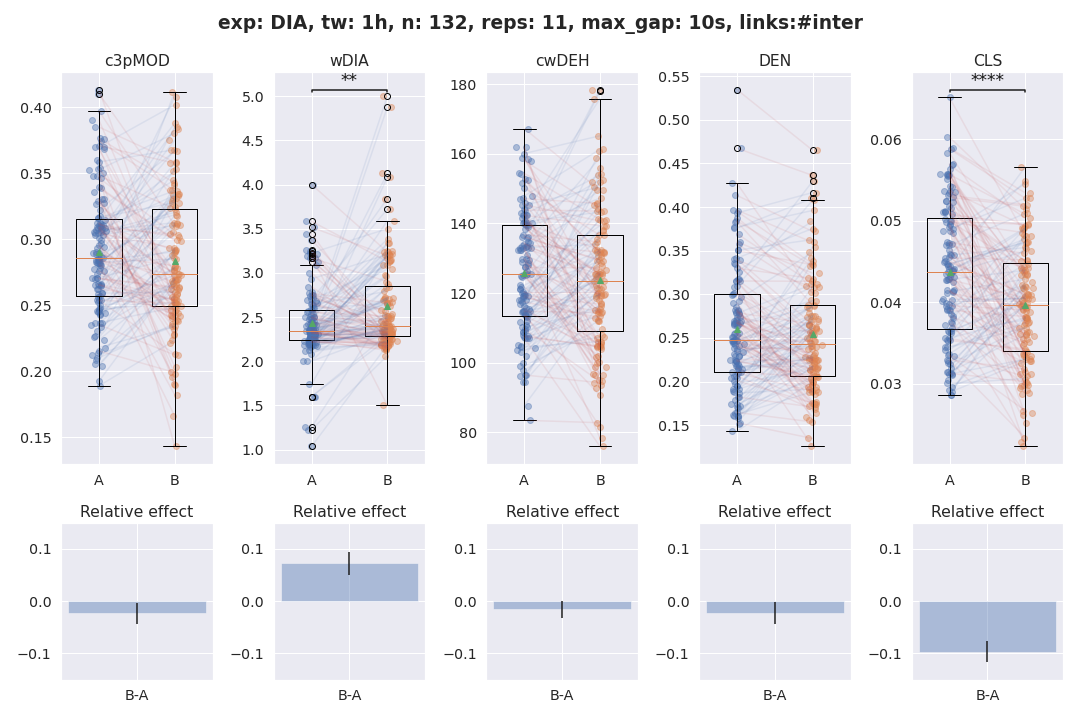 exp: DIA, tw: 1h, n: 132, reps: 11, max_gap: 10s, links:#inter
c3pMOD
0.40
0.35
0.30
0.25
0.20
0.15
A B
wDIA
**
5.0
4.5
4.0
3.5
3.0
2.5
2.0
1.5
1.0
A B
cwDEH
180
160
140
120
100
80
A B
DEN
0.55
0.50
0.45
0.40
0.35
0.30
0.25
0.20
0.15
A B
CLS
****
0.06
0.05
0.04
0.03
A B
Relative effect
0.1
0.0
−0.1
B-A
Relative effect
0.1
0.0
−0.1
B-A
Relative effect
0.1
0.0
−0.1
B-A
Relative effect
0.1
0.0
−0.1
B-A
Relative effect
0.1
0.0
−0.1
B-A